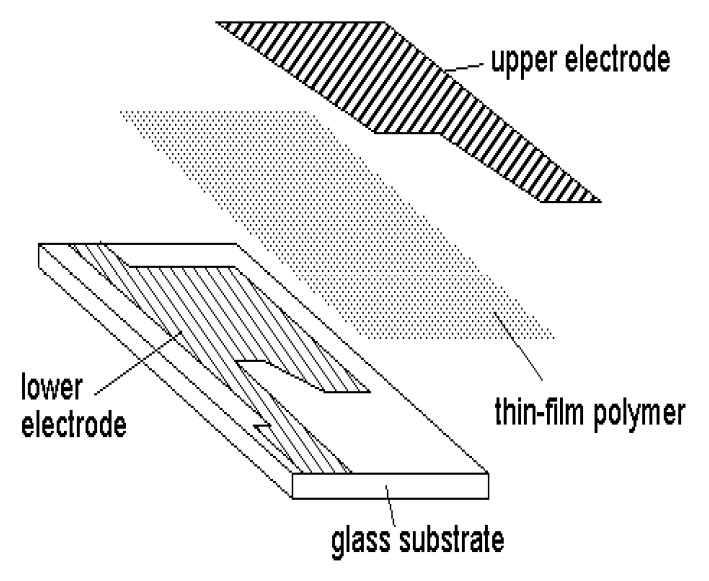 upper electrode
thin-film polymer
lower
electrode
glass substrate